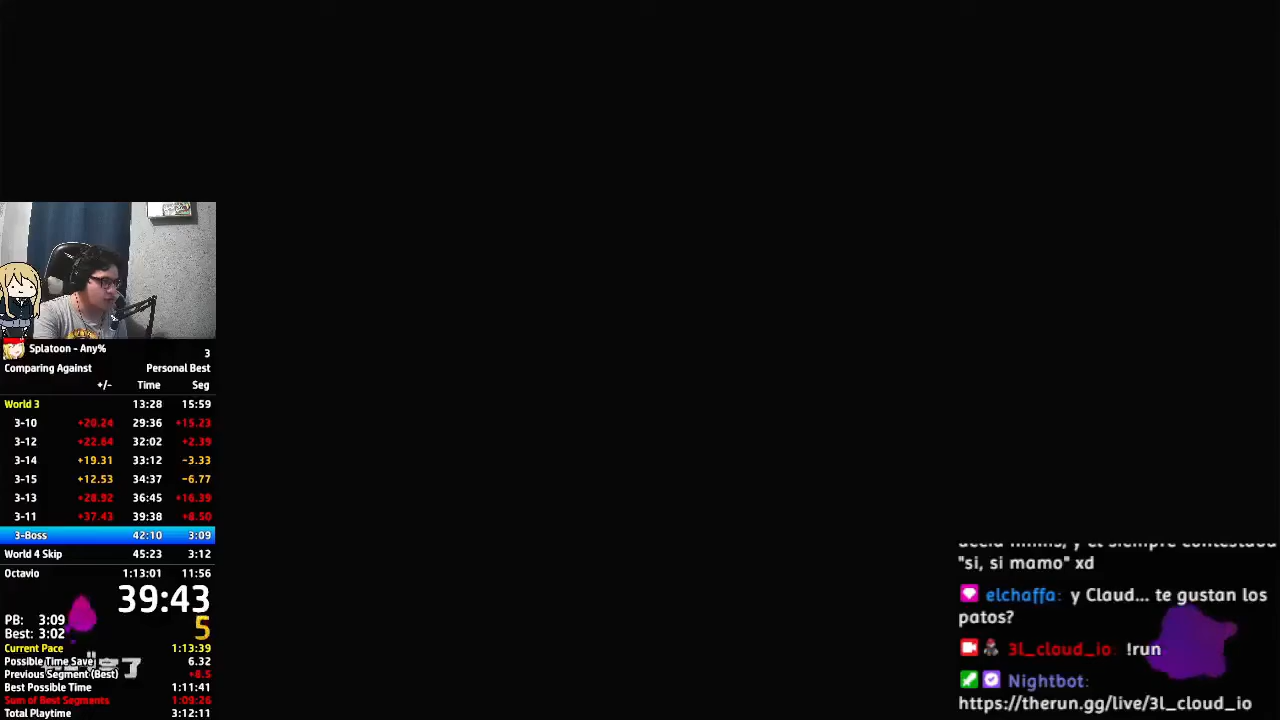 Splatoon - Any%
3
Comparing Against Personal Best
+/- Time Seg
World 3 13:28 15:59
3-10 +20.24 29:36 +15.23
3-12 +22.64 32:02 +2.39
3-14 +19.31 33:12 -3.33
3-15 +12.53 34:37 -6.77
3-13 +28.92 36:45 +16.39
3-11 +37.43 39:38 +8.50
3-Boss 42:10 3:09
World 4 Skip 45:23 3:12
Octavio 1:13:01 11:56
39:43
5
PB: 3:09
Best: 3:02
Current Pace 1:13:39
Possible Time Save 6.32
Previous Segment (Best) +8.5
Best Possible Time 1:11:41
Sum of Best Segments 1:09:26
Total Playtime 3:12:11
"si, si mamo" xd
elchaffa: y Claud... te gustan los
patos?
3l_cloud_io: !run
Nightbot:
https://therun.gg/live/3l_cloud_io